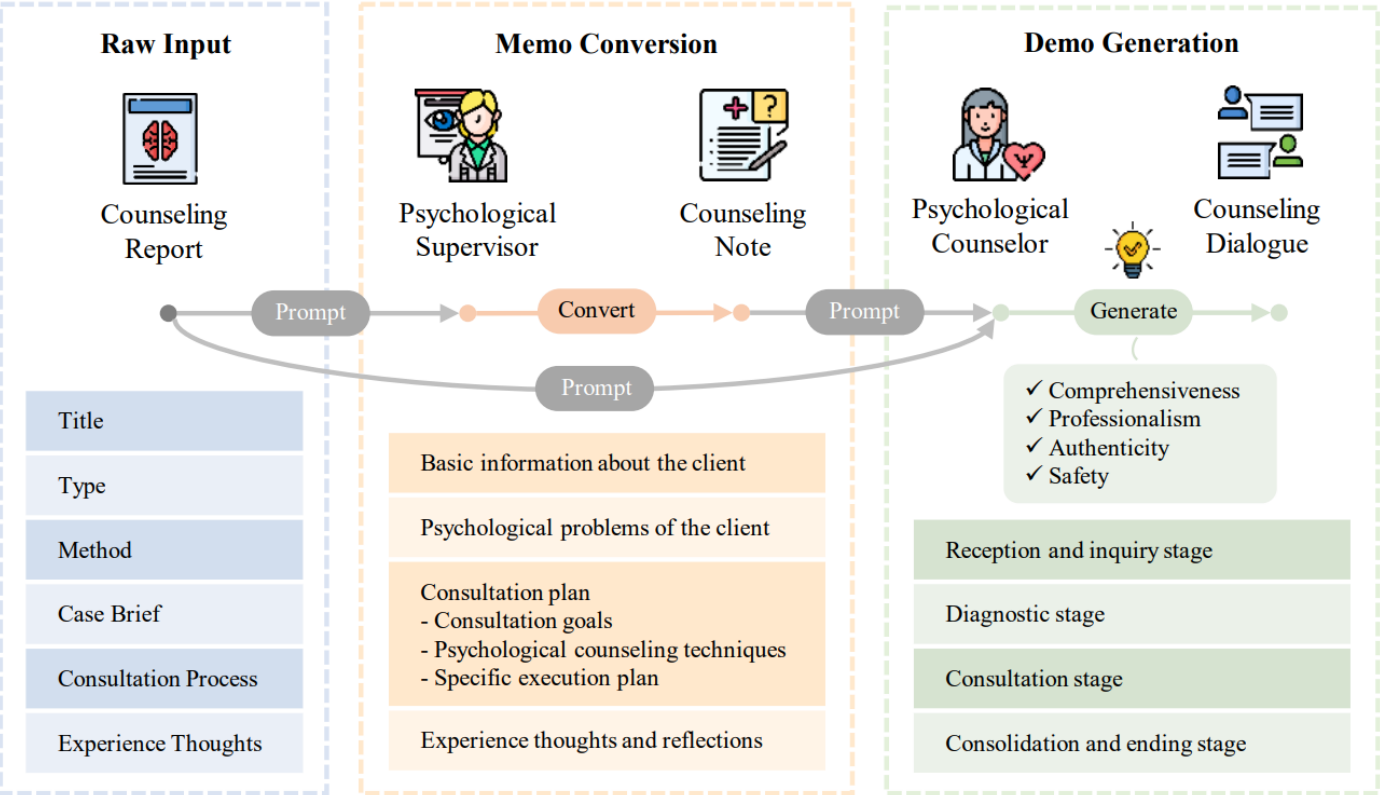 Raw Input
Counseling
Report
Prompt
Title
Type
Method
Case Brief
Consultation Process
Experience Thoughts
Memo Conversion
Psychological
Supervisor
Counseling
Note
Convert
Prompt
Prompt
Basic information about the client
Psychological problems of the client
Consultation plan
- Consultation goals
- Psychological counseling techniques
- Specific execution plan
Experience thoughts and reflections
Demo Generation
Psychological
Counselor
Counseling
Dialogue
Generate
✓ Comprehensiveness
✓ Professionalism
✓ Authenticity
✓ Safety
Reception and inquiry stage
Diagnostic stage
Consultation stage
Consolidation and ending stage